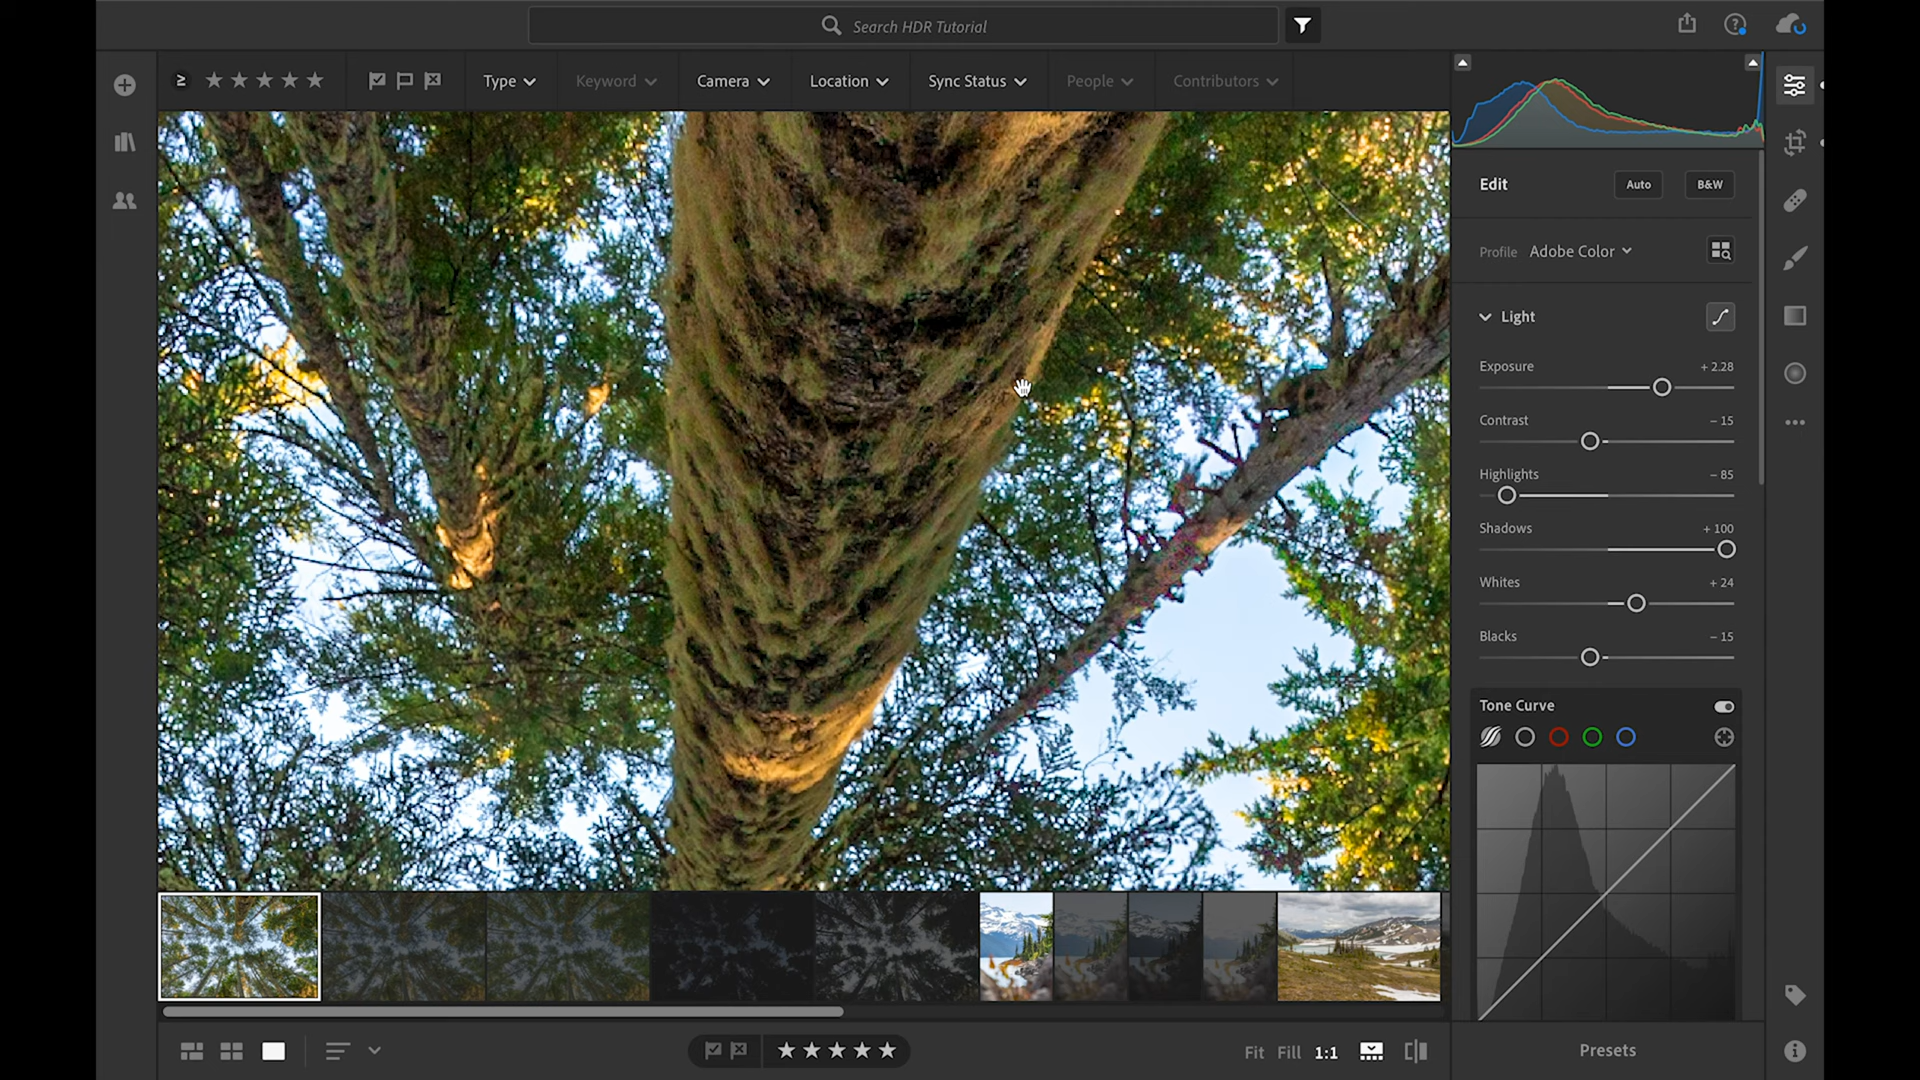 Search HDR Tutorial
≥
Type
Keyword
Camera
Location
Sync Status
People
Contributors
Edit
Auto
B&W
Profile Adobe Color
Light
Exposure + 2.28
Contrast – 15
Highlights – 85
Shadows + 100
Whites + 24
Blacks – 15
Tone Curve
Fit Fill 1:1
Presets